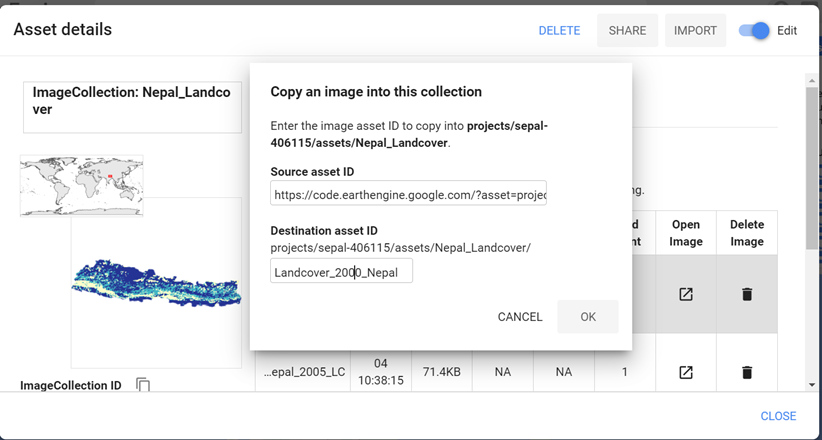 Asset details
DELETE
SHARE
IMPORT
Edit
ImageCollection: Nepal_Landco
ver
Copy an image into this collection
Enter the image asset ID to copy into projects/sepal-
406115/assets/Nepal_Landcover.
Source asset ID
https://code.earthengine.google.com/?asset=projec
ng.
Destination asset ID
projects/sepal-406115/assets/Nepal_Landcover/
Landcover_2000_Nepal
CANCEL
OK
d
nt
Open
Image
Delete
Image
ImageCollection ID
...epal_2005_LC
04
10:38:15
71.4KB
NA
NA
1
CLOSE